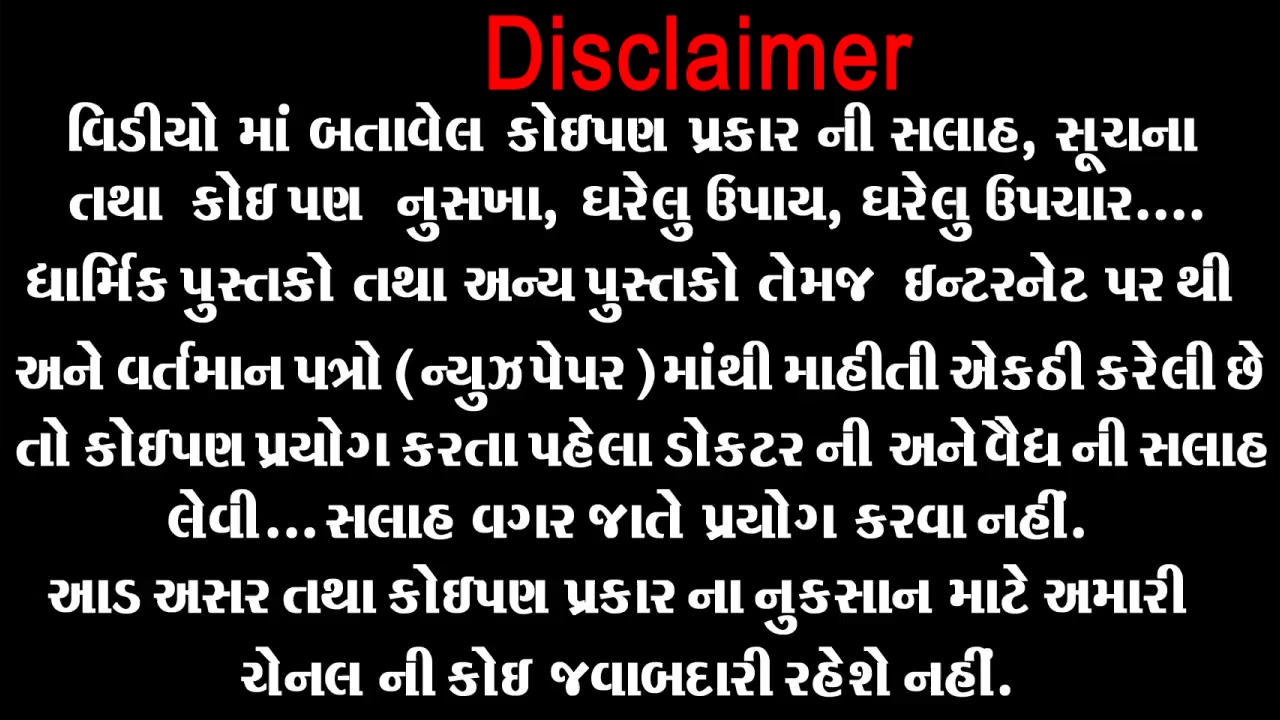 Disclaimer
વિડીયો માં બતાવેલ કોઇપણ પ્રકાર ની સલાહ, સૂચના
તથા કોઇ પણ નુસખા, ઘરેલુ ઉપાય, ઘરેલુ ઉપચાર....
ધાર્મિક પુસ્તકો તથા અન્ય પુસ્તકો તેમજ ઇન્ટરનેટ પર થી
અને વર્તમાન પત્રો ( ન્યુઝપેપર ) માંથી માહીતી એકઠી કરેલી છે
તો કોઇપણ પ્રયોગ કરતા પહેલા ડોકટર ની અને વૈદ્ય ની સલાહ
લેવી... સલાહ વગર જાતે પ્રયોગ કરવા નહીં.
આડ અસર તથા કોઇપણ પ્રકાર ના નુકસાન માટે અમારી
ચેનલ ની કોઇ જવાબદારી રહેશે નહીં.